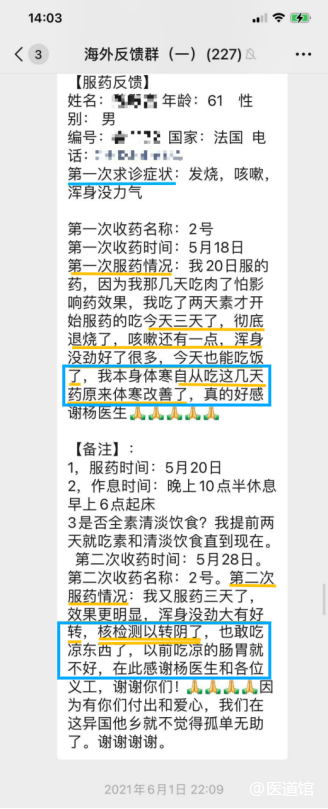 14:03
3
海外反馈群（一）(227)
【服药反馈】
姓名： 年龄：61 性
别：男
编号： 国家：法国 电
话：
第一次求诊症状：发烧，咳嗽，
浑身没力气
第一次收药名称：2号
第一次收药时间：5月18日
第一次服药情况：我20日服的
药，因为我那几天吃肉了怕影
响药效果，我吃了两天素才开
始服药的吃今天三天了，彻底
退烧了，咳嗽还有一点，浑身
没劲好了很多，今天也能吃饭
了，我本身体寒自从吃这几天
药原来体寒改善了，真的好感
谢杨医生🙏🙏🙏🙏🙏
【备注】：
1，服药时间：5月20日
2，作息时间：晚上10点半休息
早上6点起床
3是否全素清淡饮食？我提前两
天就吃素和清淡饮食直到现在。
第二次收药时间：5月28日。
第二次收药名称：2号。第二次
服药情况：我又服药三天了，
效果更明显，浑身没劲大有好
转，核检测以转阴了，也敢吃
凉东西了，以前吃凉的肠胃就
不好，在此感谢杨医生和各位
义工，谢谢你们！🙏🙏🙏🙏因
为有你们付出和爱心，我们在
这异国他乡就不觉得孤单无助
了。谢谢谢谢。
2021年6月1日 22:09
@医道馆